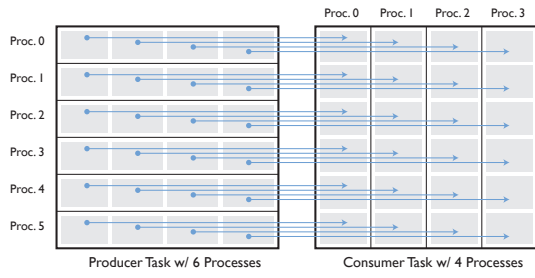 Proc. 0 Proc. 1 Proc. 2 Proc. 3
Proc. 0
Proc. 1
Proc. 2
Proc. 3
Proc. 4
Proc. 5
Producer Task w/ 6 Processes Consumer Task w/ 4 Processes